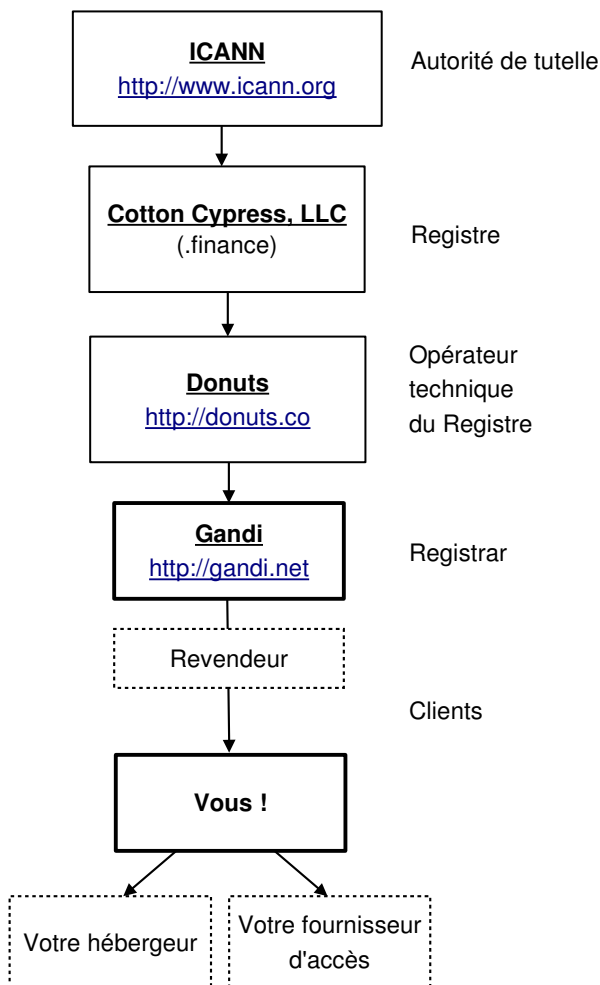 ICANN
http://www.icann.org
Autorité de tutelle
Cotton Cypress, LLC
(.finance)
Registre
Donuts
http://donuts.co
Opérateur
technique
du Registre
Gandi
http://gandi.net
Registrar
Revendeur
Clients
Vous !
Votre hébergeur
Votre fournisseur
d'accès